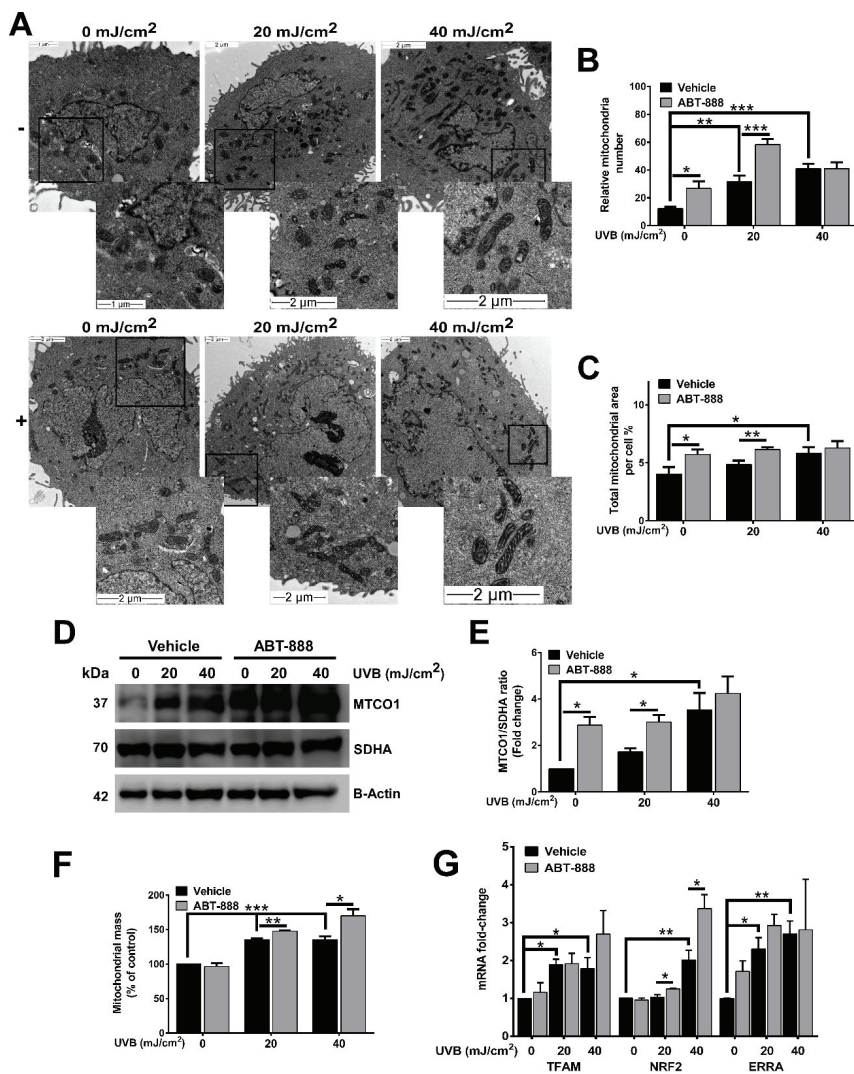 A
0 mJ/cm2 20 mJ/cm2 40 mJ/cm2
1 µm 2 µm 2 µm
-
1 µm 2 µm 2 µm
0 mJ/cm2 20 mJ/cm2 40 mJ/cm2
+
2 µm 2 µm 2 µm
B
Vehicle
ABT-888
Relative mitochondria
number
100
80
60
40
20
0
* ** *** ***
UVB (mJ/cm2) 0 20 40
C
Vehicle
ABT-888
Total mitochondrial area
per cell %
10
5
0
* ** *
UVB (mJ/cm2) 0 20 40
D
Vehicle ABT-888
kDa 0 20 40 0 20 40 UVB (mJ/cm2)
37 MTCO1
70 SDHA
42 B-Actin
E
Vehicle
ABT-888
MTCO1/SDHA ratio
(Fold change)
6
4
2
0
* * *
UVB (mJ/cm2) 0 20 40
F
Vehicle
ABT-888
Mitochondrial mass
(% of control)
200
150
100
50
0
*** ** *
UVB (mJ/cm2) 0 20 40
G
Vehicle
ABT-888
mRNA fold-change
5
4
3
2
1
0
* * ** * * * **
UVB (mJ/cm2) 0 20 40 0 20 40 0 20 40
TFAM NRF2 ERRA